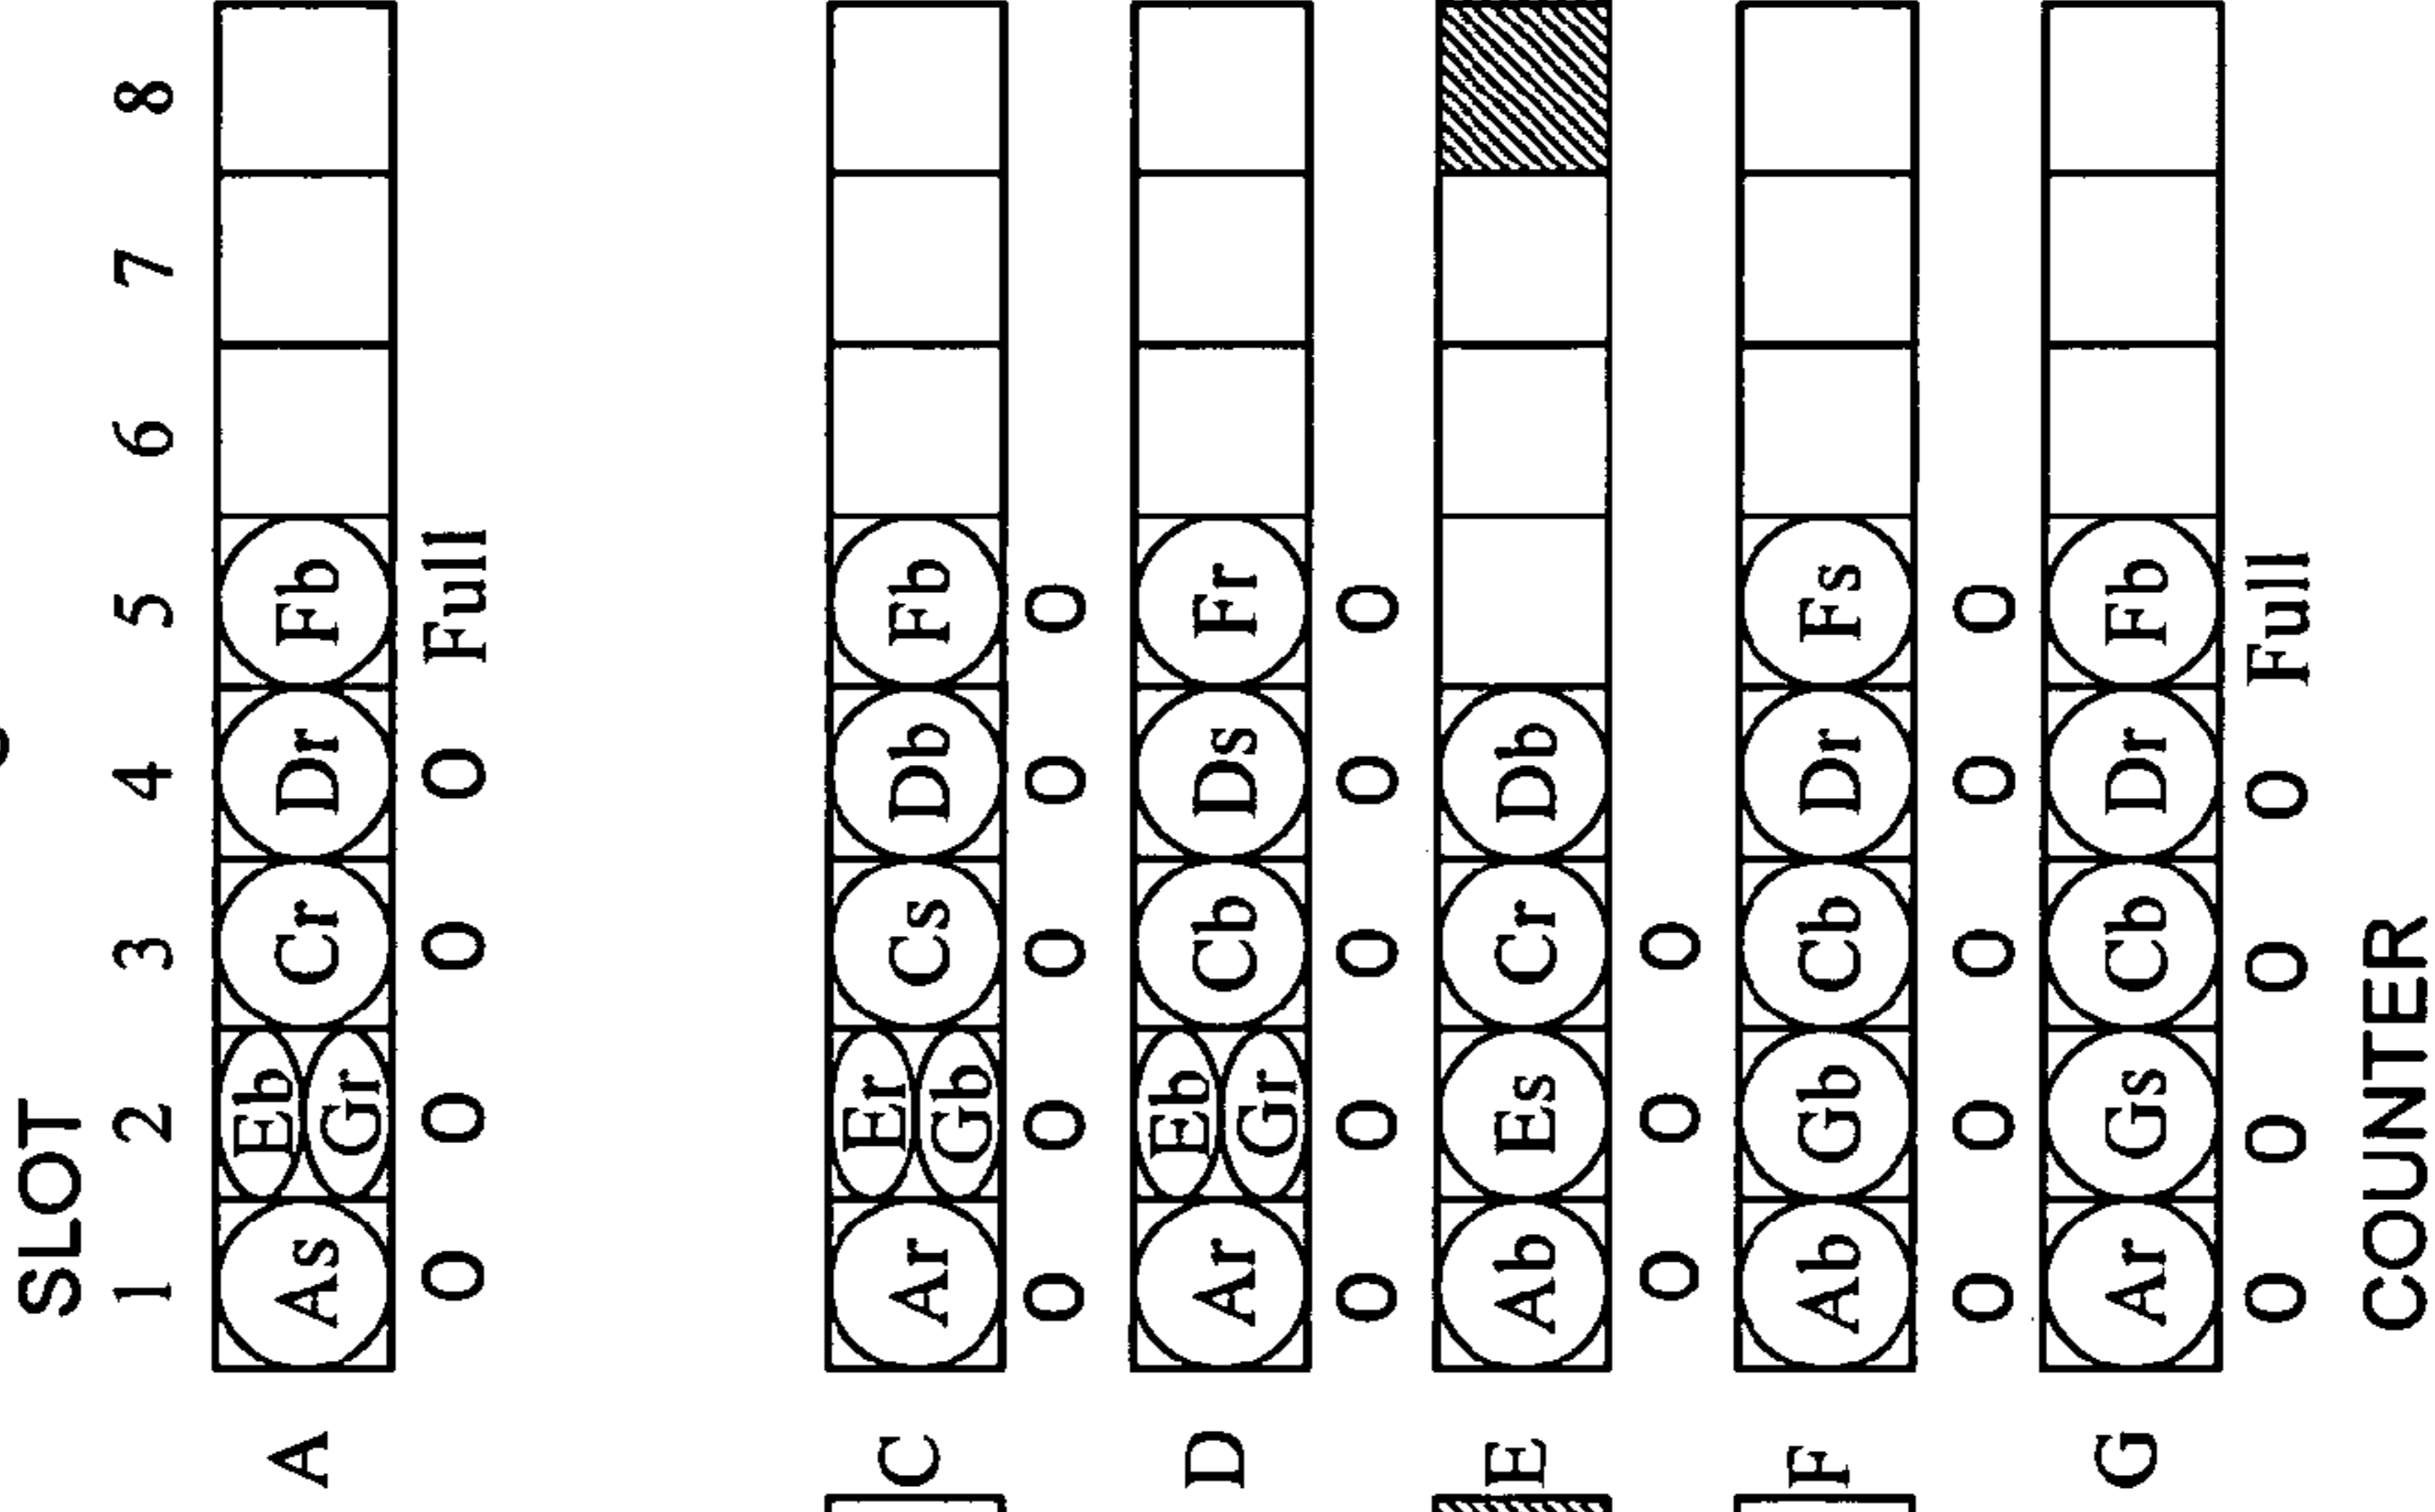 SLOT
1 2 3 4 5 6 7 8
A As Eb Gr Cr Dr Fb
0 0 0 0 Full
C Ar Er Gb Cs Db Fb
0 0 0 0 0
D Ar Eb Gr Cb Ds Fr
0 0 0 0 0
E Ab Es Cr Db
0 0 0
F Ab Gb Cb Dr Fs
0 0 0 0 0
G Ar Gs Cb Dr Fb
0 0 0 0 Full
COUNTER